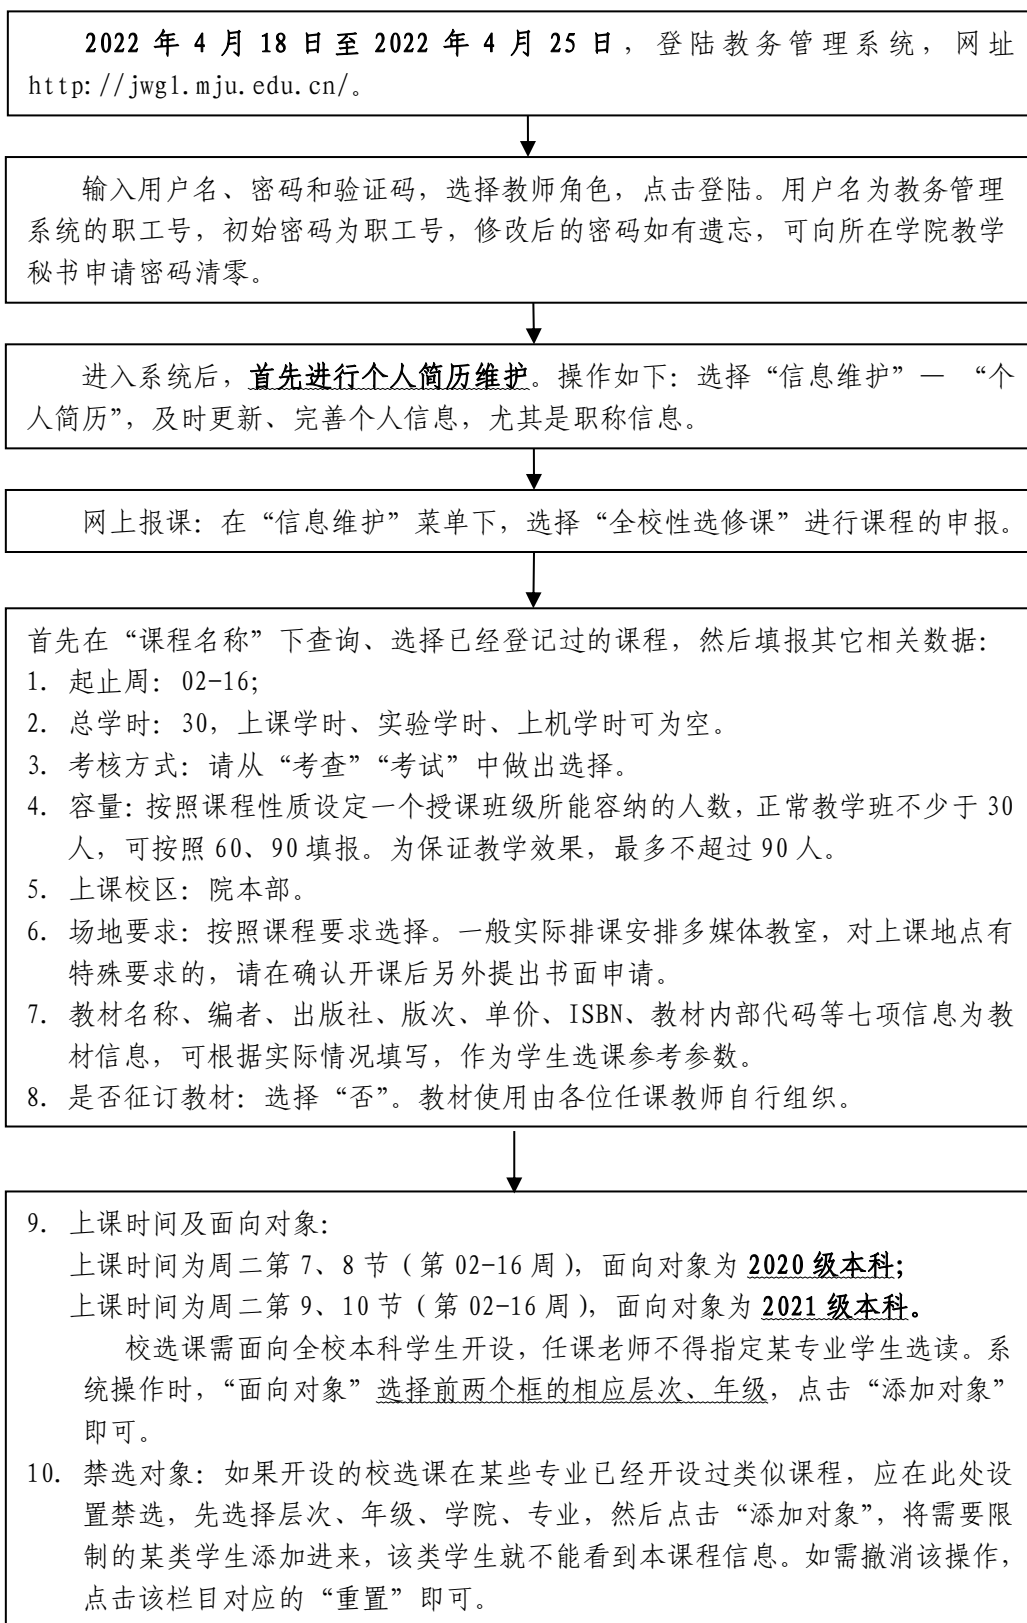 2022 年 4 月 18 日至 2022 年 4 月 25 日，登陆教务管理系统，网址
http://jwgl.mju.edu.cn/。
输入用户名、密码和验证码，选择教师角色，点击登陆。用户名为教务管理
系统的职工号，初始密码为职工号，修改后的密码如有遗忘，可向所在学院教学
秘书申请密码清零。
进入系统后，首先进行个人简历维护。操作如下：选择“信息维护”— “个
人简历”，及时更新、完善个人信息，尤其是职称信息。
网上报课：在“信息维护”菜单下，选择“全校性选修课”进行课程的申报。
首先在“课程名称”下查询、选择已经登记过的课程，然后填报其它相关数据：
1. 起止周：02-16;
2. 总学时：30，上课学时、实验学时、上机学时可为空。
3. 考核方式：请从“考查”“考试”中做出选择。
4. 容量：按照课程性质设定一个授课班级所能容纳的人数，正常教学班不少于 30
人，可按照 60、90 填报。为保证教学效果，最多不超过 90 人。
5. 上课校区：院本部。
6. 场地要求：按照课程要求选择。一般实际排课安排多媒体教室，对上课地点有
特殊要求的，请在确认开课后另外提出书面申请。
7. 教材名称、编者、出版社、版次、单价、ISBN、教材内部代码等七项信息为教
材信息，可根据实际情况填写，作为学生选课参考参数。
8. 是否征订教材：选择“否”。教材使用由各位任课教师自行组织。
9. 上课时间及面向对象：
上课时间为周二第 7、8 节（第 02-16 周），面向对象为 2020 级本科;
上课时间为周二第 9、10 节（第 02-16 周），面向对象为 2021 级本科。
校选课需面向全校本科学生开设，任课老师不得指定某专业学生选读。系
统操作时，“面向对象”选择前两个框的相应层次、年级，点击“添加对象”
即可。
10. 禁选对象：如果开设的校选课在某些专业已经开设过类似课程，应在此处设
置禁选，先选择层次、年级、学院、专业，然后点击“添加对象”，将需要限
制的某类学生添加进来，该类学生就不能看到本课程信息。如需撤消该操作，
点击该栏目对应的“重置”即可。